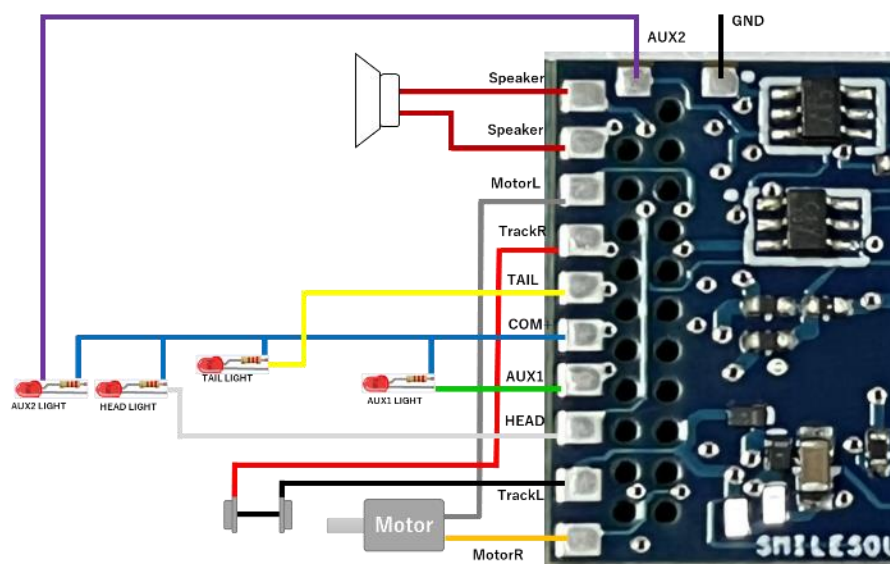 AUX2
GND
Speaker
Speaker
MotorL
TrackR
TAIL
COM+
AUX1
HEAD
TrackL
MotorR
AUX2 LIGHT
HEAD LIGHT
TAIL LIGHT
AUX1 LIGHT
Motor
SMILESOU